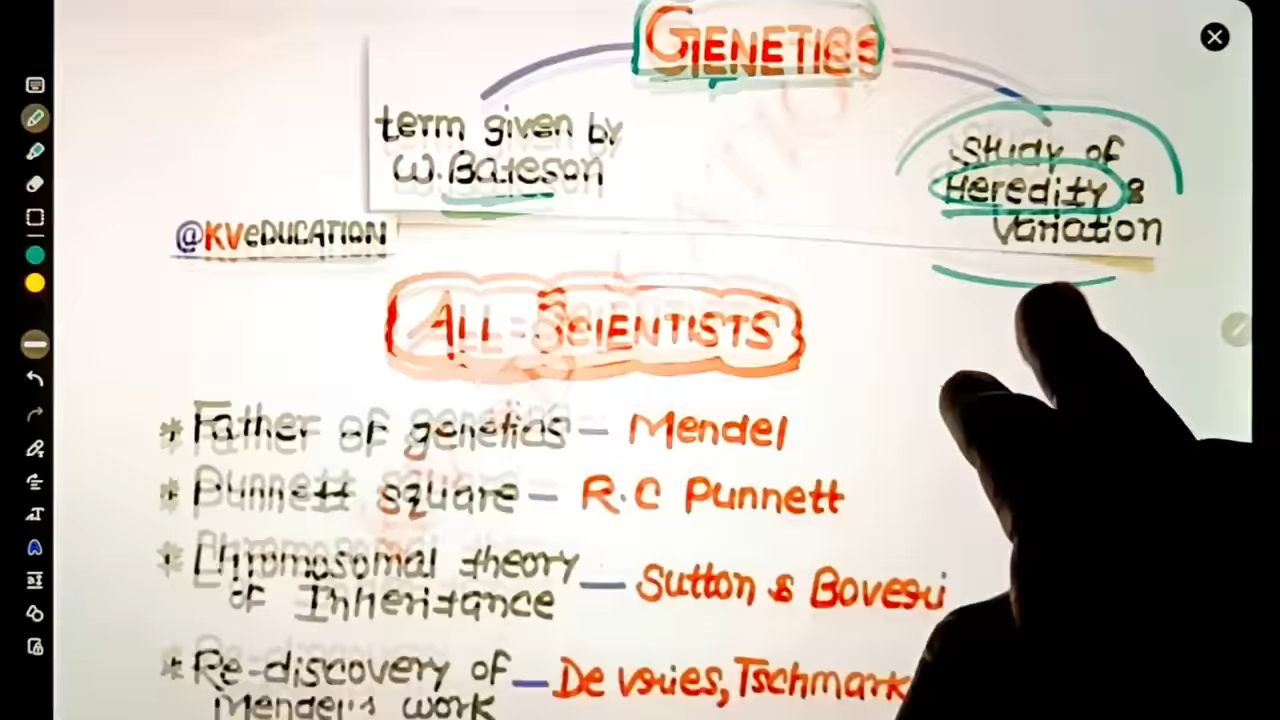 GENETICS
term given by
W. Bateson
Study of
Heredity &
Variation
@KVEDUCATION
ALL-SCIENTISTS
* Father of genetics - Mendel
* Punnett square - R.C Punnett
* Chromosomal theory
of Inheritance - Sutton & Boveri
* Re-discovery of - De vries, Tschmark
Mendel's work